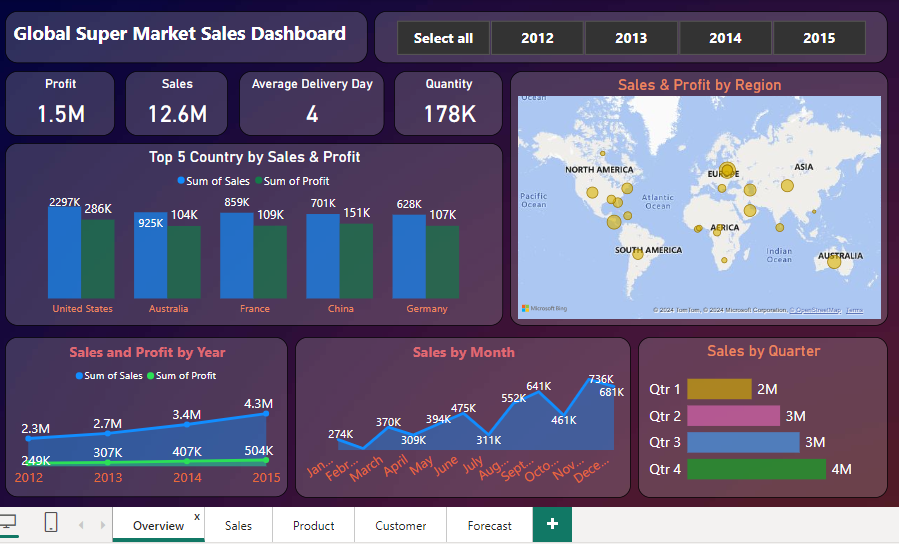 Global Super Market Sales Dashboard
Select all 2012 2013 2014 2015
Profit
1.5M
Sales
12.6M
Average Delivery Day
4
Quantity
178K
Top 5 Country by Sales & Profit
Sum of Sales Sum of Profit
2297K 286K 925K 104K 859K 109K 701K 151K 628K 107K
United States Australia France China Germany
Sales & Profit by Region
Ocean
Ocean
NORTH AMERICA
EUROPE
ASIA
Pacific
Ocean
Atlantic
Ocean
AFRICA
SOUTH AMERICA
Indian
Ocean
AUSTRALIA
Microsoft Bing
© 2024 TomTom, © 2024 Microsoft Corporation, © OpenStreetMap Terms
Sales and Profit by Year
Sum of Sales Sum of Profit
2.3M 2.7M 3.4M 4.3M
249K 307K 407K 504K
2012 2013 2014 2015
Sales by Month
274K 370K 309K 394K 475K 311K 552K 641K 461K 736K 681K
Jan... Febr... March April May June July Aug... Sept... Octo... Nov... Dece...
Sales by Quarter
Qtr 1 2M
Qtr 2 3M
Qtr 3 3M
Qtr 4 4M
Overview x Sales Product Customer Forecast +